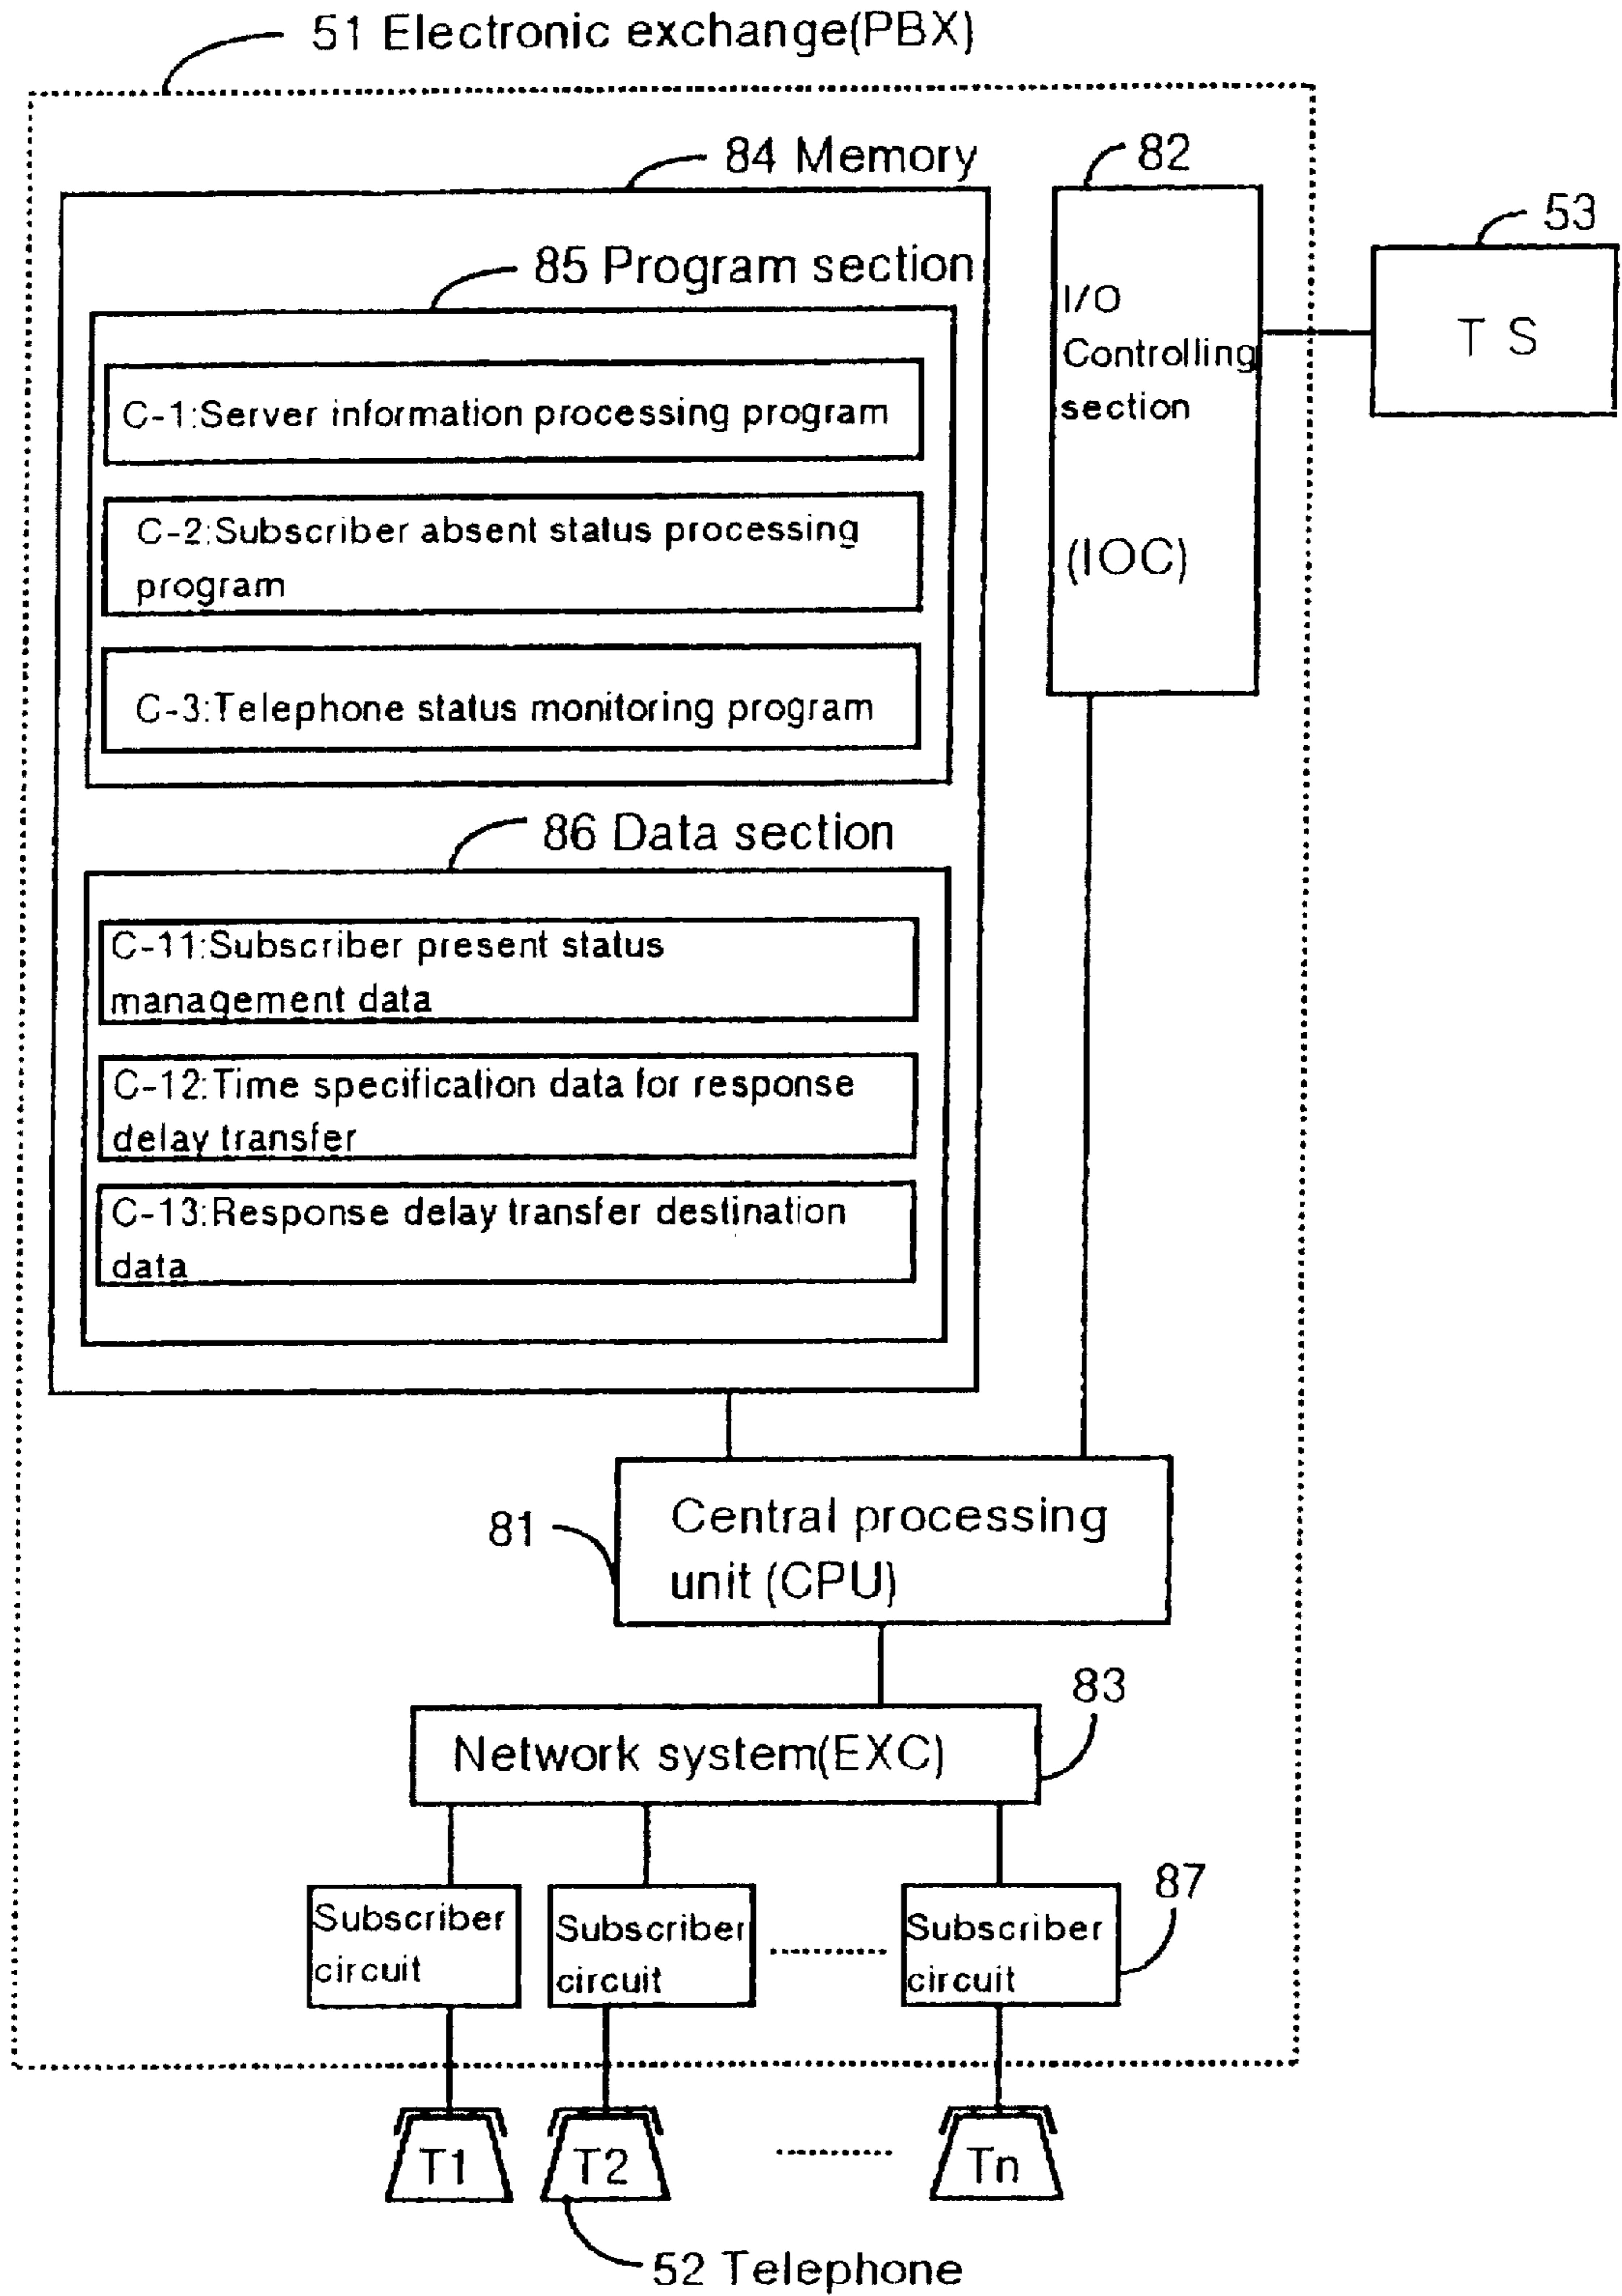 51 Electronic exchange(PBX)
84 Memory
82
53
85 Program section
I/O
Controlling
section
(IOC)
T S
C-1:Server information processing program
C-2:Subscriber absent status processing
program
C-3:Telephone status monitoring program
86 Data section
C-11:Subscriber present status
management data
C-12:Time specification data for response
delay transfer
C-13:Response delay transfer destination
data
81
Central processing
unit (CPU)
83
Network system(EXC)
87
Subscriber
circuit
Subscriber
circuit
Subscriber
circuit
T1
T2
Tn
52 Telephone